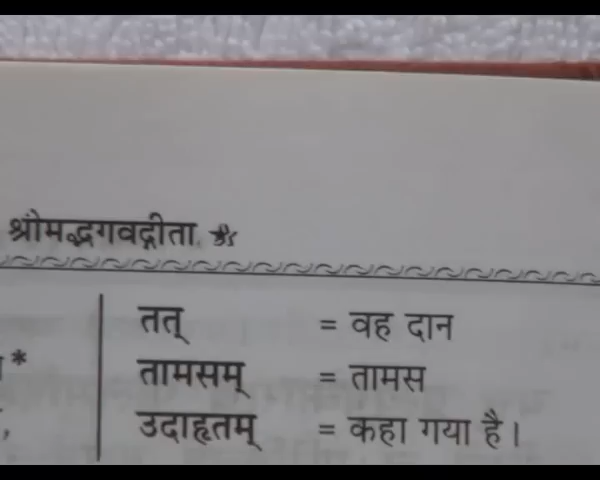 श्रीमद्भगवद्गीता
तत् = वह दान
* तामसम् = तामस
, उदाहृतम् = कहा गया है।